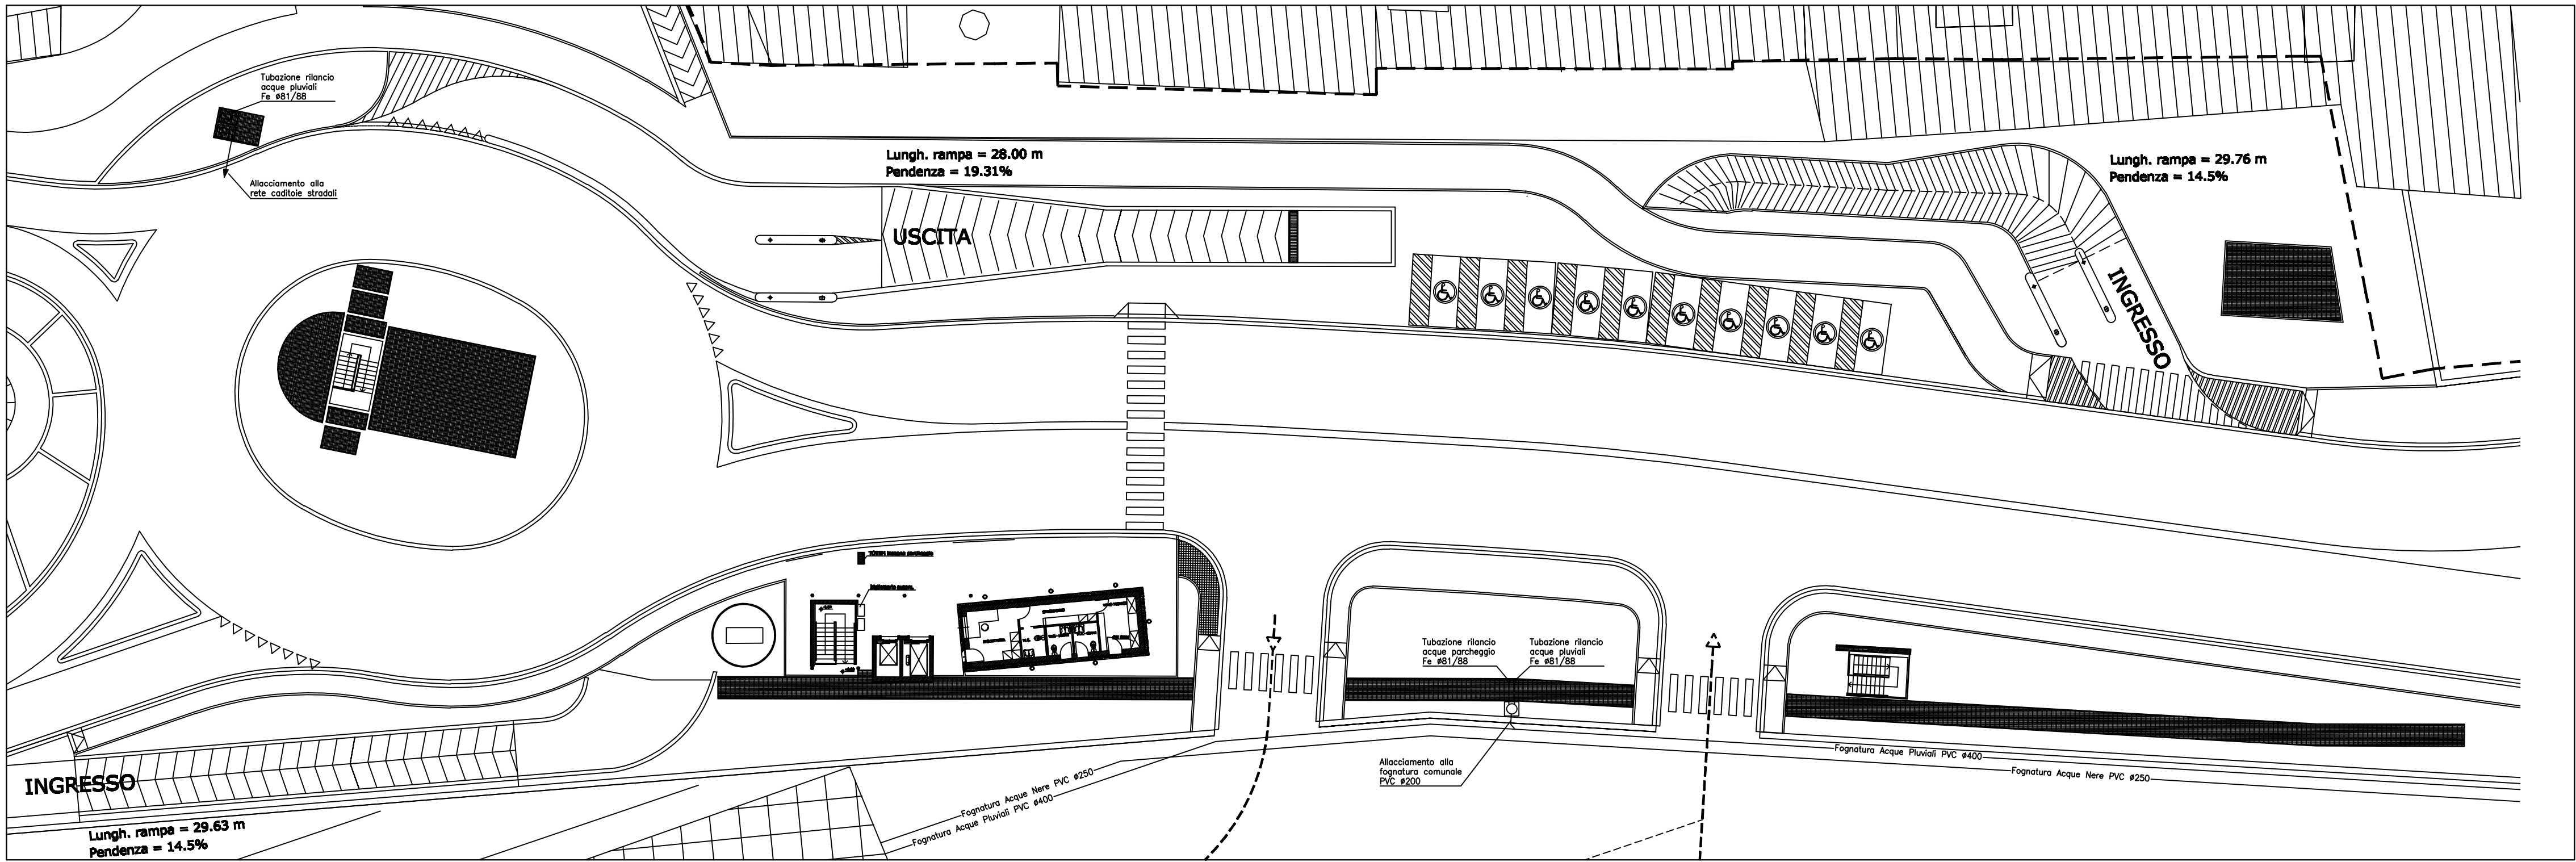 Tubazione rilancio
acque pluviali
Fe ø81/88
Allacciamento alla
rete caditoie stradali
Lungh. rampa = 28.00 m
Pendenza = 19.31%
USCITA
Lungh. rampa = 29.76 m
Pendenza = 14.5%
INGRESSO
Tubazione rilancio
acque parcheggio
Fe ø81/88
Tubazione rilancio
acque pluviali
Fe ø81/88
Allacciamento alla
fognatura comunale
PVC ø200
Fognatura Acque Pluviali PVC ø400
Fognatura Acque Nere PVC ø250
Fognatura Acque Nere PVC ø250
Fognatura Acque Pluviali PVC ø400
INGRESSO
Lungh. rampa = 29.63 m
Pendenza = 14.5%